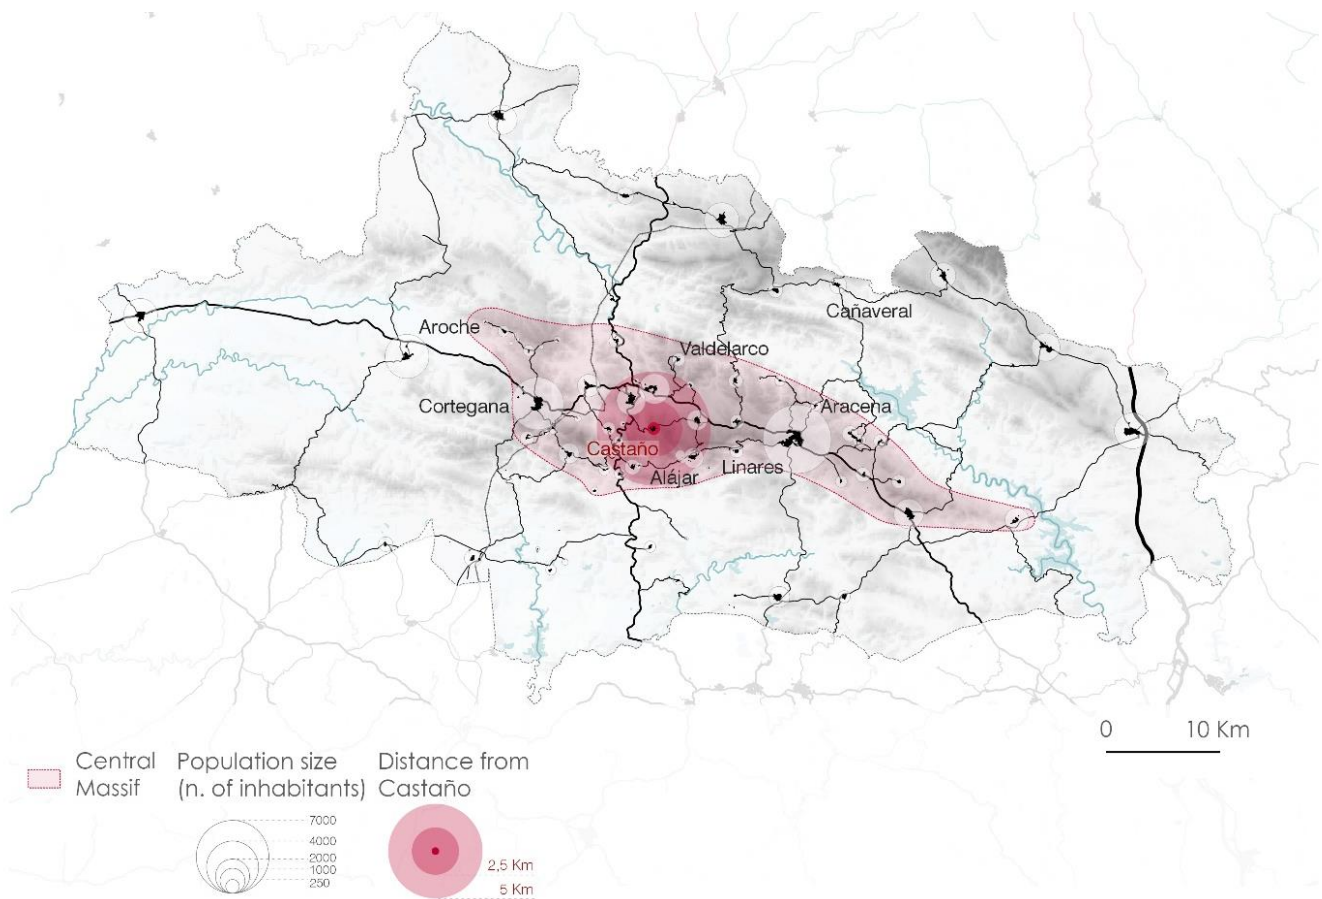 Cañaveral
Aroche
Valdelarco
Cortegana
Aracena
Castaño
Linares
Alájar
0 10 Km
Central Massif
Population size (n. of inhabitants)
7000
4000
2000
1000
250
Distance from Castaño
2,5 Km
5 Km